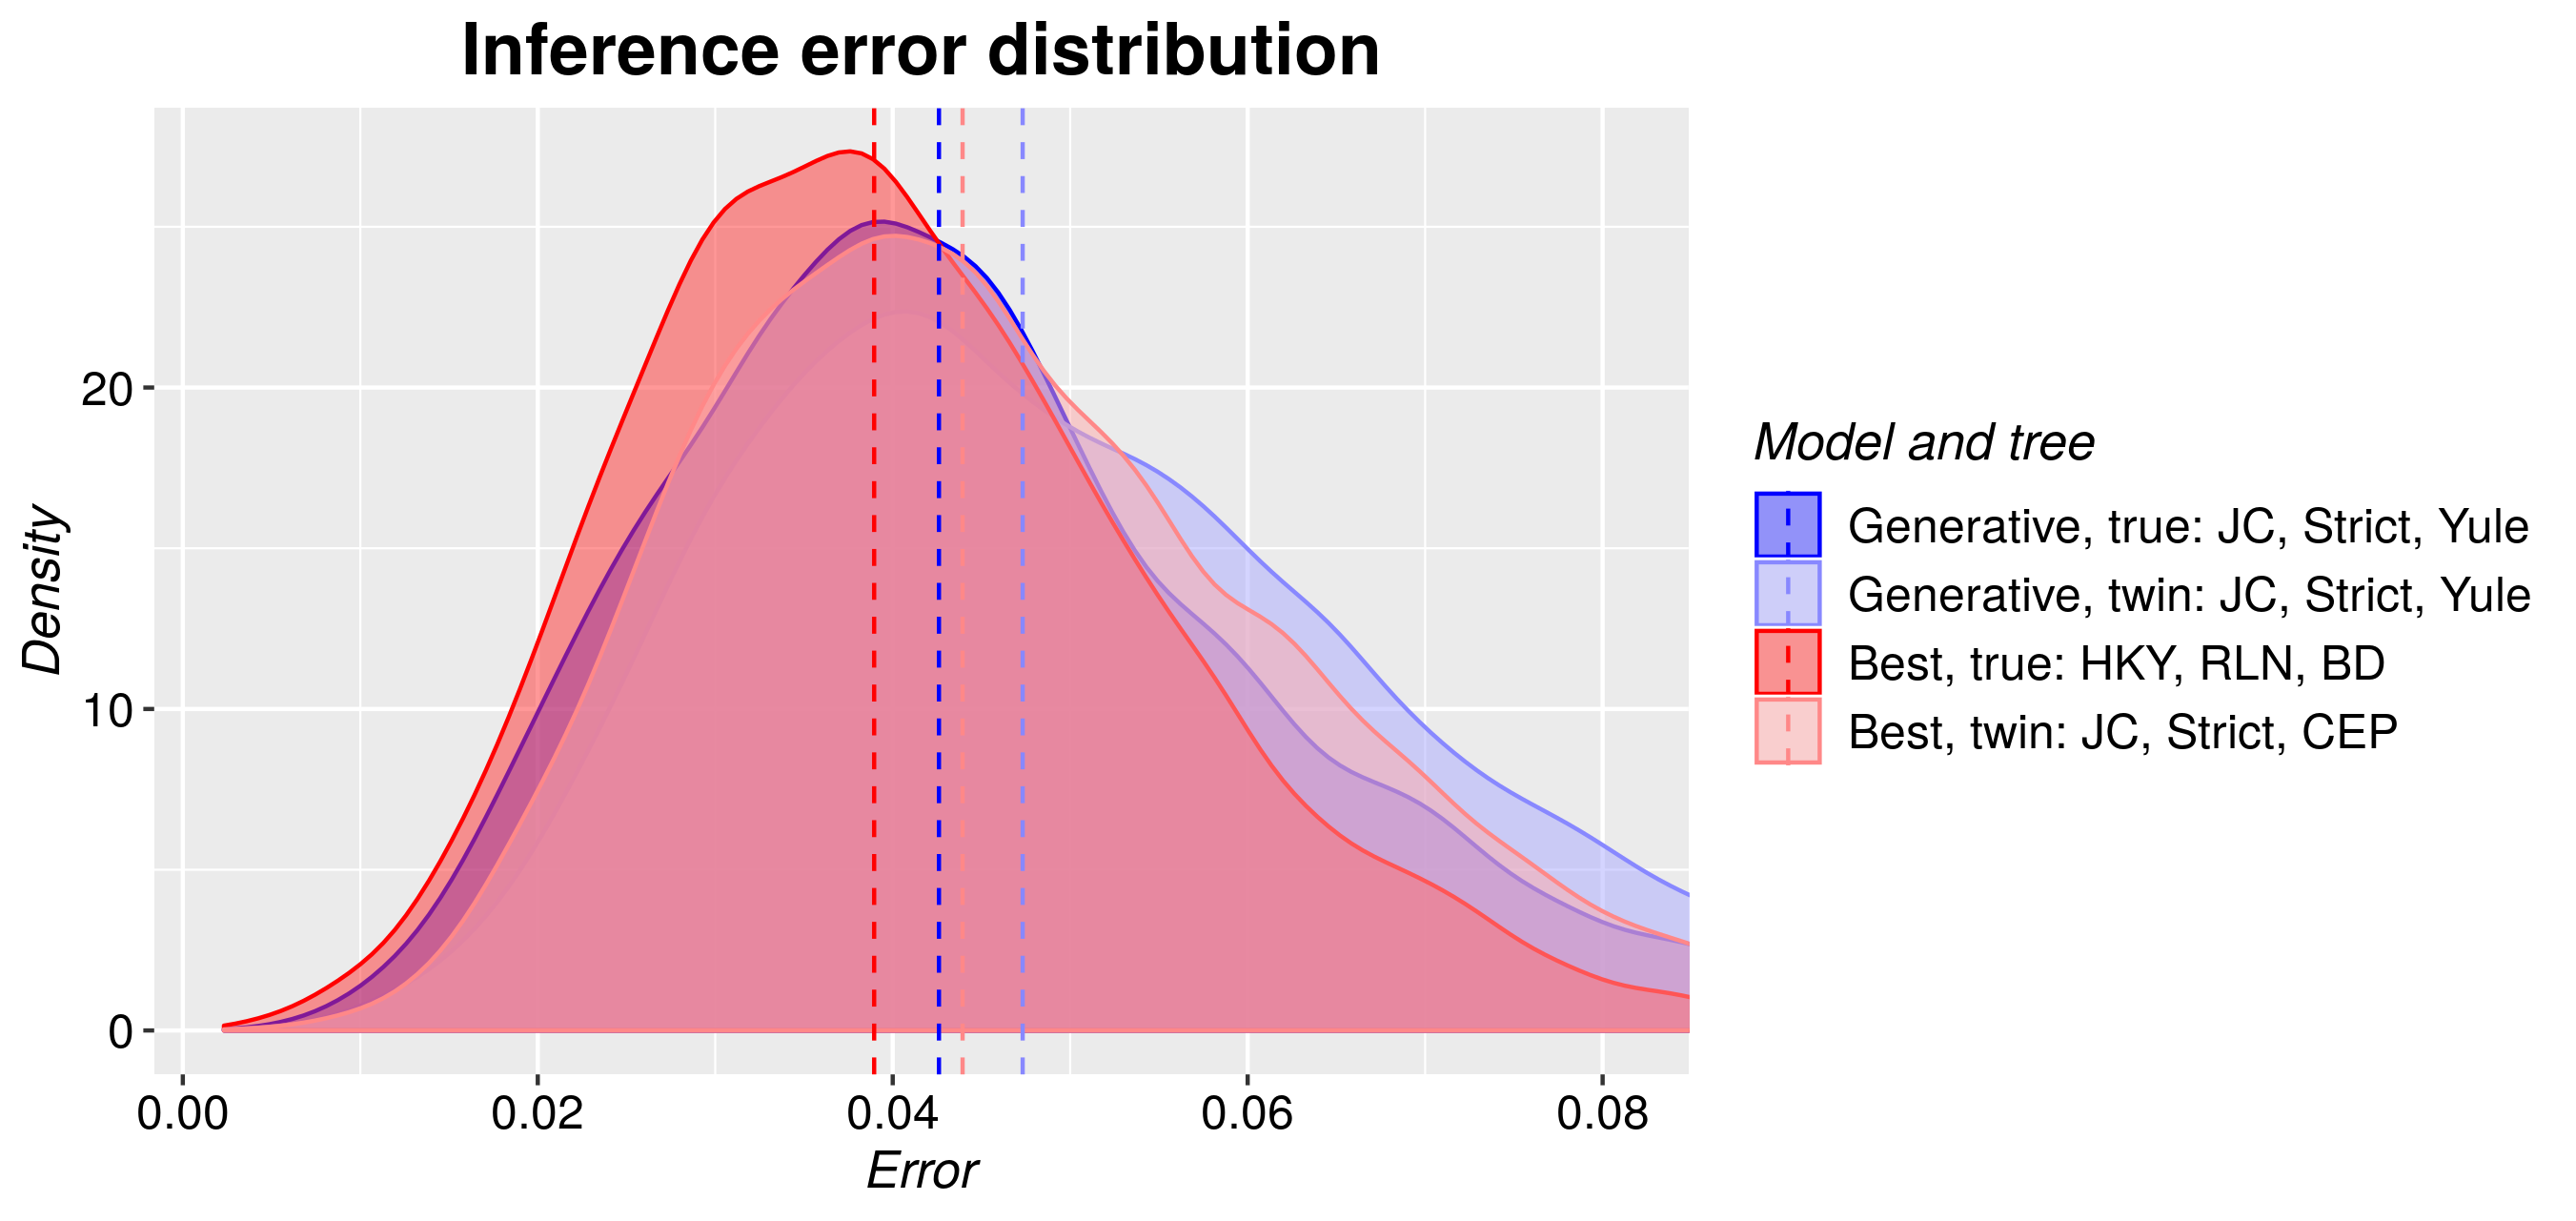 Inference error distribution
Density
20
10
0
0.00 0.02 0.04 0.06 0.08
Error
Model and tree
Generative, true: JC, Strict, Yule
Generative, twin: JC, Strict, Yule
Best, true: HKY, RLN, BD
Best, twin: JC, Strict, CEP